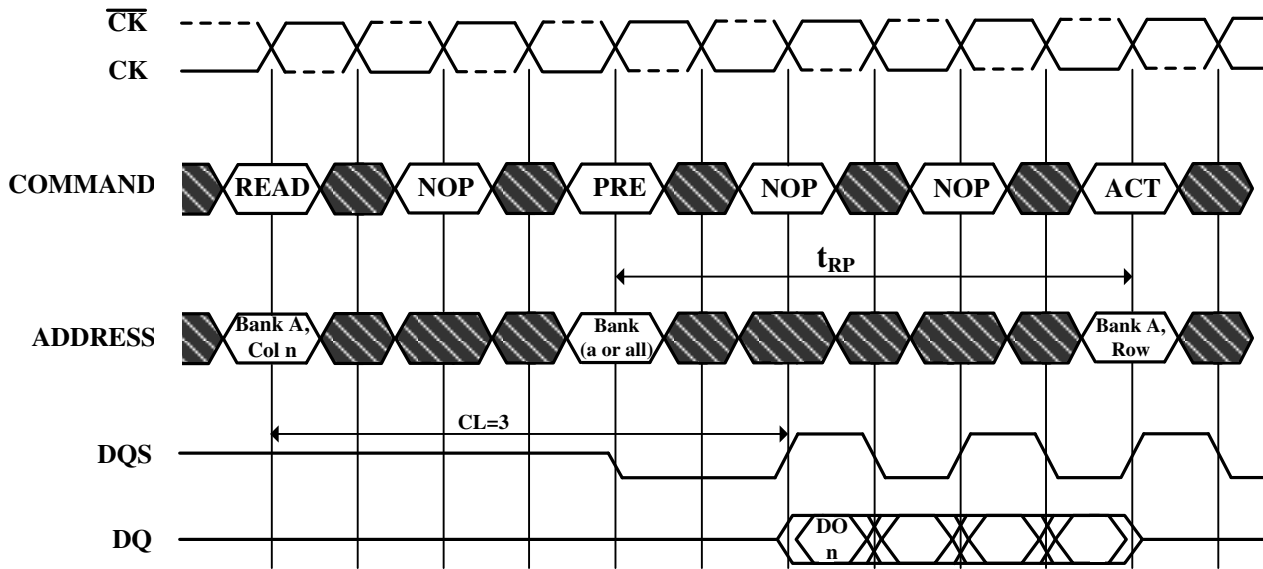 CK
CK
COMMAND
READ NOP PRE NOP NOP ACT
tRP
ADDRESS
Bank A,
Col n
Bank
(a or all)
Bank A,
Row
CL=3
DQS
DQ
DO
n